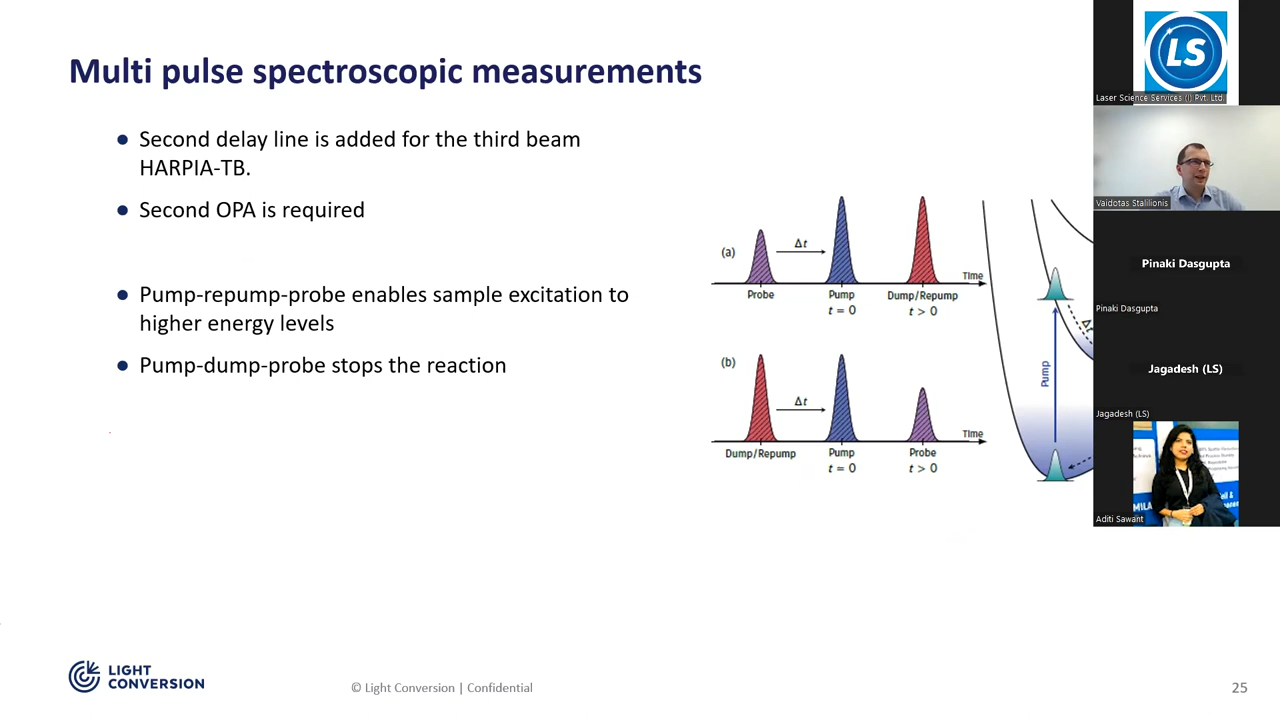 Multi pulse spectroscopic measurements
● Second delay line is added for the third beam
HARPIA-TB.
● Second OPA is required
● Pump-repump-probe enables sample excitation to
higher energy levels
● Pump-dump-probe stops the reaction
(a)
Δt
Time
Probe
Pump
Dump/Repump
t = 0
t > 0
(b)
Δt
Time
Dump/Repump
Pump
Probe
t = 0
t > 0
Pump
LS
Laser Science Services (I) Pvt. Ltd.
Vaidotas Stalilionis
Pinaki Dasgupta
Pinaki Dasgupta
Jagadesh (LS)
Jagadesh (LS)
MILA
Aditi Sawant
LIGHT
CONVERSION
© Light Conversion | Confidential
25